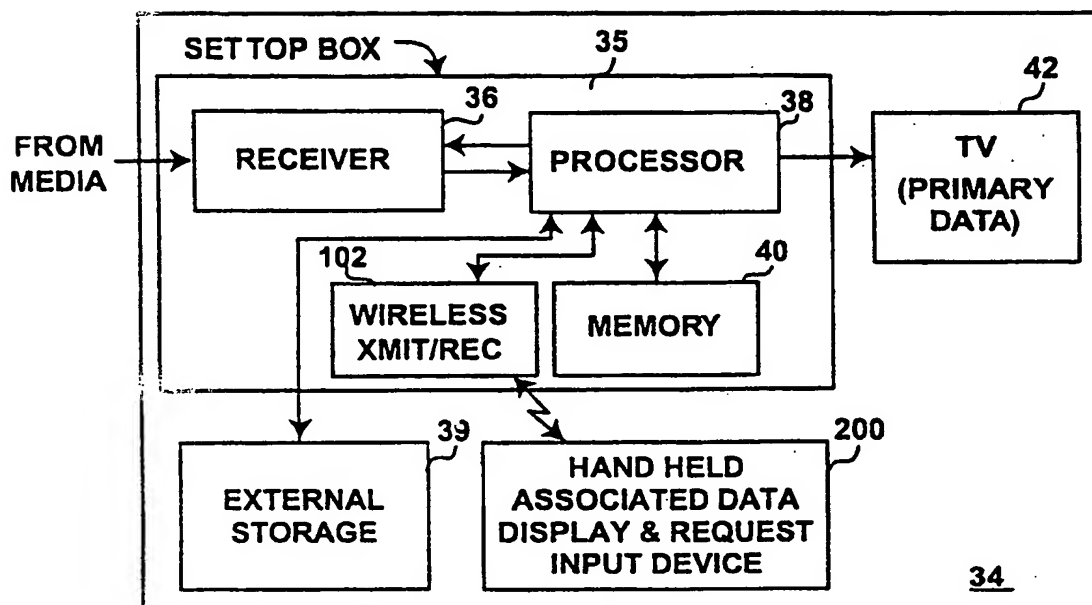 SET TOP BOX
35
36
38
42
FROM
MEDIA
RECEIVER
PROCESSOR
TV
(PRIMARY
DATA)
102
40
WIRELESS
XMIT/REC
MEMORY
39
200
EXTERNAL
STORAGE
HAND HELD
ASSOCIATED DATA
DISPLAY & REQUEST
INPUT DEVICE
34